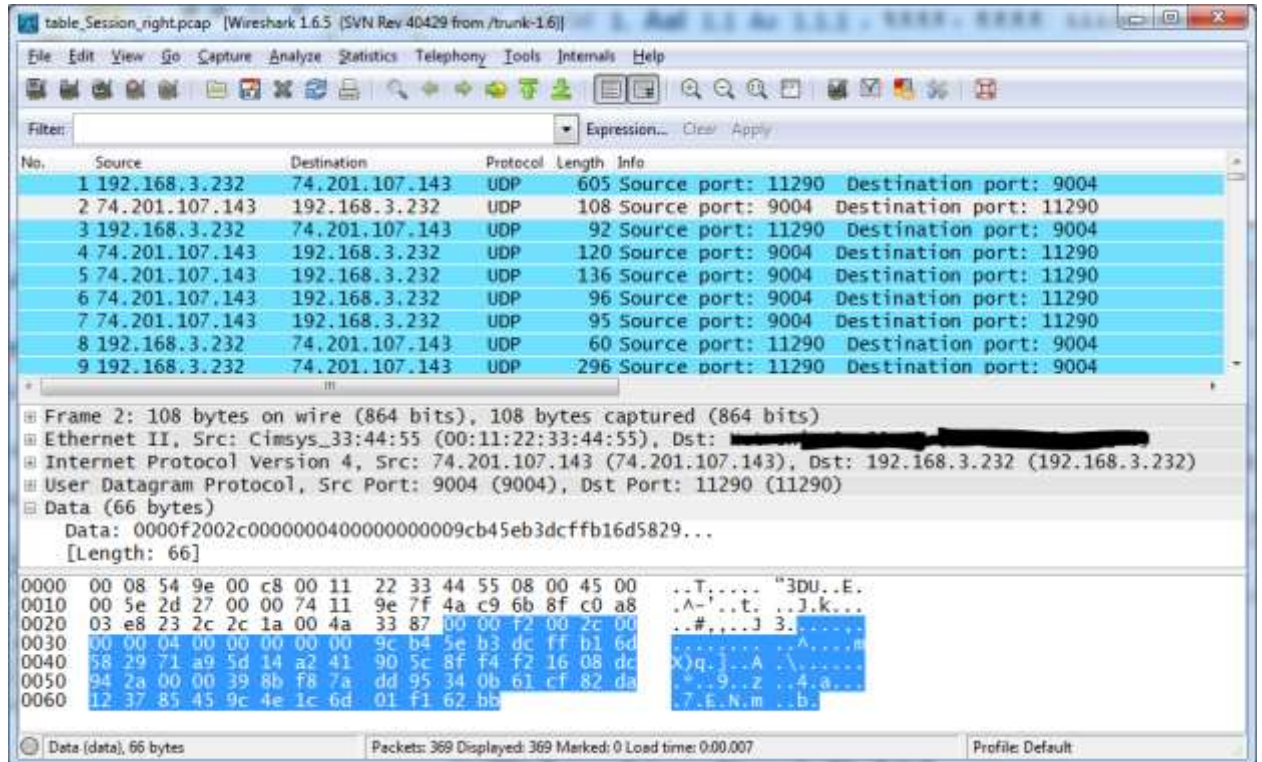 table_Session_right.pcap [Wireshark 1.6.5 (SVN Rev 40429 from /trunk-1.6)]
File Edit View Go Capture Analyze Statistics Telephony Tools Internals Help
Filter: Expression... Clear Apply
No. Source Destination Protocol Length Info
1 192.168.3.232 74.201.107.143 UDP 605 Source port: 11290 Destination port: 9004
2 74.201.107.143 192.168.3.232 UDP 108 Source port: 9004 Destination port: 11290
3 192.168.3.232 74.201.107.143 UDP 92 Source port: 11290 Destination port: 9004
4 74.201.107.143 192.168.3.232 UDP 120 Source port: 9004 Destination port: 11290
5 74.201.107.143 192.168.3.232 UDP 136 Source port: 9004 Destination port: 11290
6 74.201.107.143 192.168.3.232 UDP 96 Source port: 9004 Destination port: 11290
7 74.201.107.143 192.168.3.232 UDP 95 Source port: 9004 Destination port: 11290
8 192.168.3.232 74.201.107.143 UDP 60 Source port: 11290 Destination port: 9004
9 192.168.3.232 74.201.107.143 UDP 296 Source port: 11290 Destination port: 9004
Frame 2: 108 bytes on wire (864 bits), 108 bytes captured (864 bits)
Ethernet II, Src: Cimsys_33:44:55 (00:11:22:33:44:55), Dst:
Internet Protocol Version 4, Src: 74.201.107.143 (74.201.107.143), Dst: 192.168.3.232 (192.168.3.232)
User Datagram Protocol, Src Port: 9004 (9004), Dst Port: 11290 (11290)
Data (66 bytes)
Data: 0000f2002c0000000400000000009cb45eb3dcffb16d5829...
[Length: 66]
0000 00 08 54 9e 00 c8 00 11 22 33 44 55 08 00 45 00 ..T..... "3DU..E.
0010 00 5e 2d 27 00 00 74 11 9e 7f 4a c9 6b 8f c0 a8 .^-'..t. ..J.k...
0020 03 e8 23 2c 2c 1a 00 4a 33 87 00 00 f2 00 2c 00 ..#,,..J 3.....,.
0030 00 00 04 00 00 00 00 00 9c b4 5e b3 dc ff b1 6d ........ ..^....m
0040 58 29 71 a9 5d 14 a2 41 90 5c 8f f4 f2 16 08 dc X)q.]..A .\......
0050 94 2a 00 00 39 8b f8 7a dd 95 34 0b 61 cf 82 da .*..9..z ..4.a...
0060 12 37 85 45 9c 4e 1c 6d 01 f1 62 bb .7.E.N.m ..b.
Data (data), 66 bytes Packets: 369 Displayed: 369 Marked: 0 Load time: 0:00.007 Profile: Default